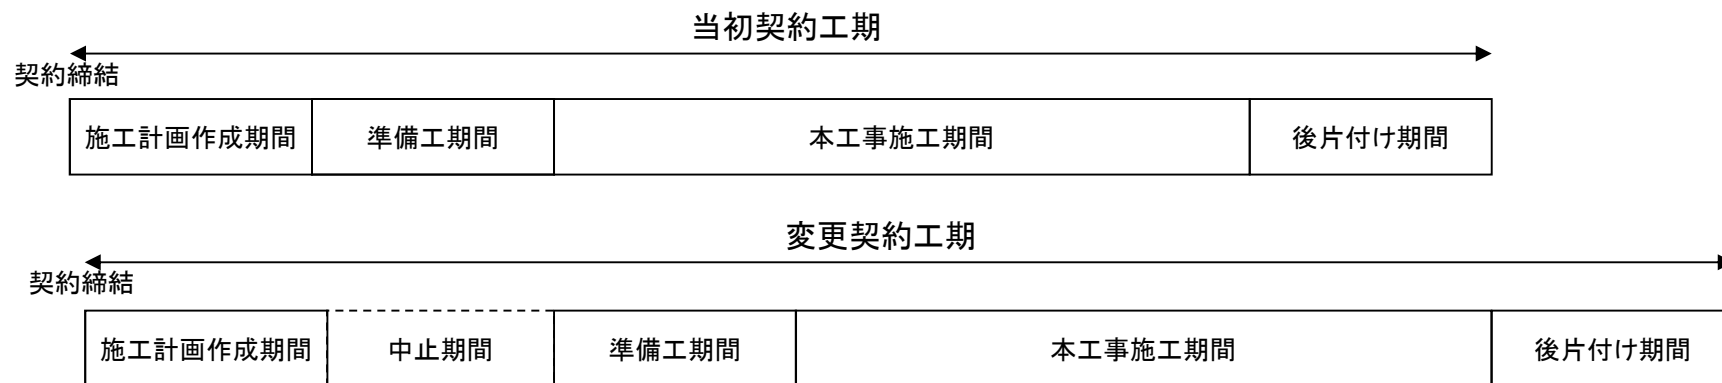 当初契約工期
契約締結
施工計画作成期間
準備工期間
本工事施工期間
後片付け期間
変更契約工期
契約締結
施工計画作成期間
中止期間
準備工期間
本工事施工期間
後片付け期間